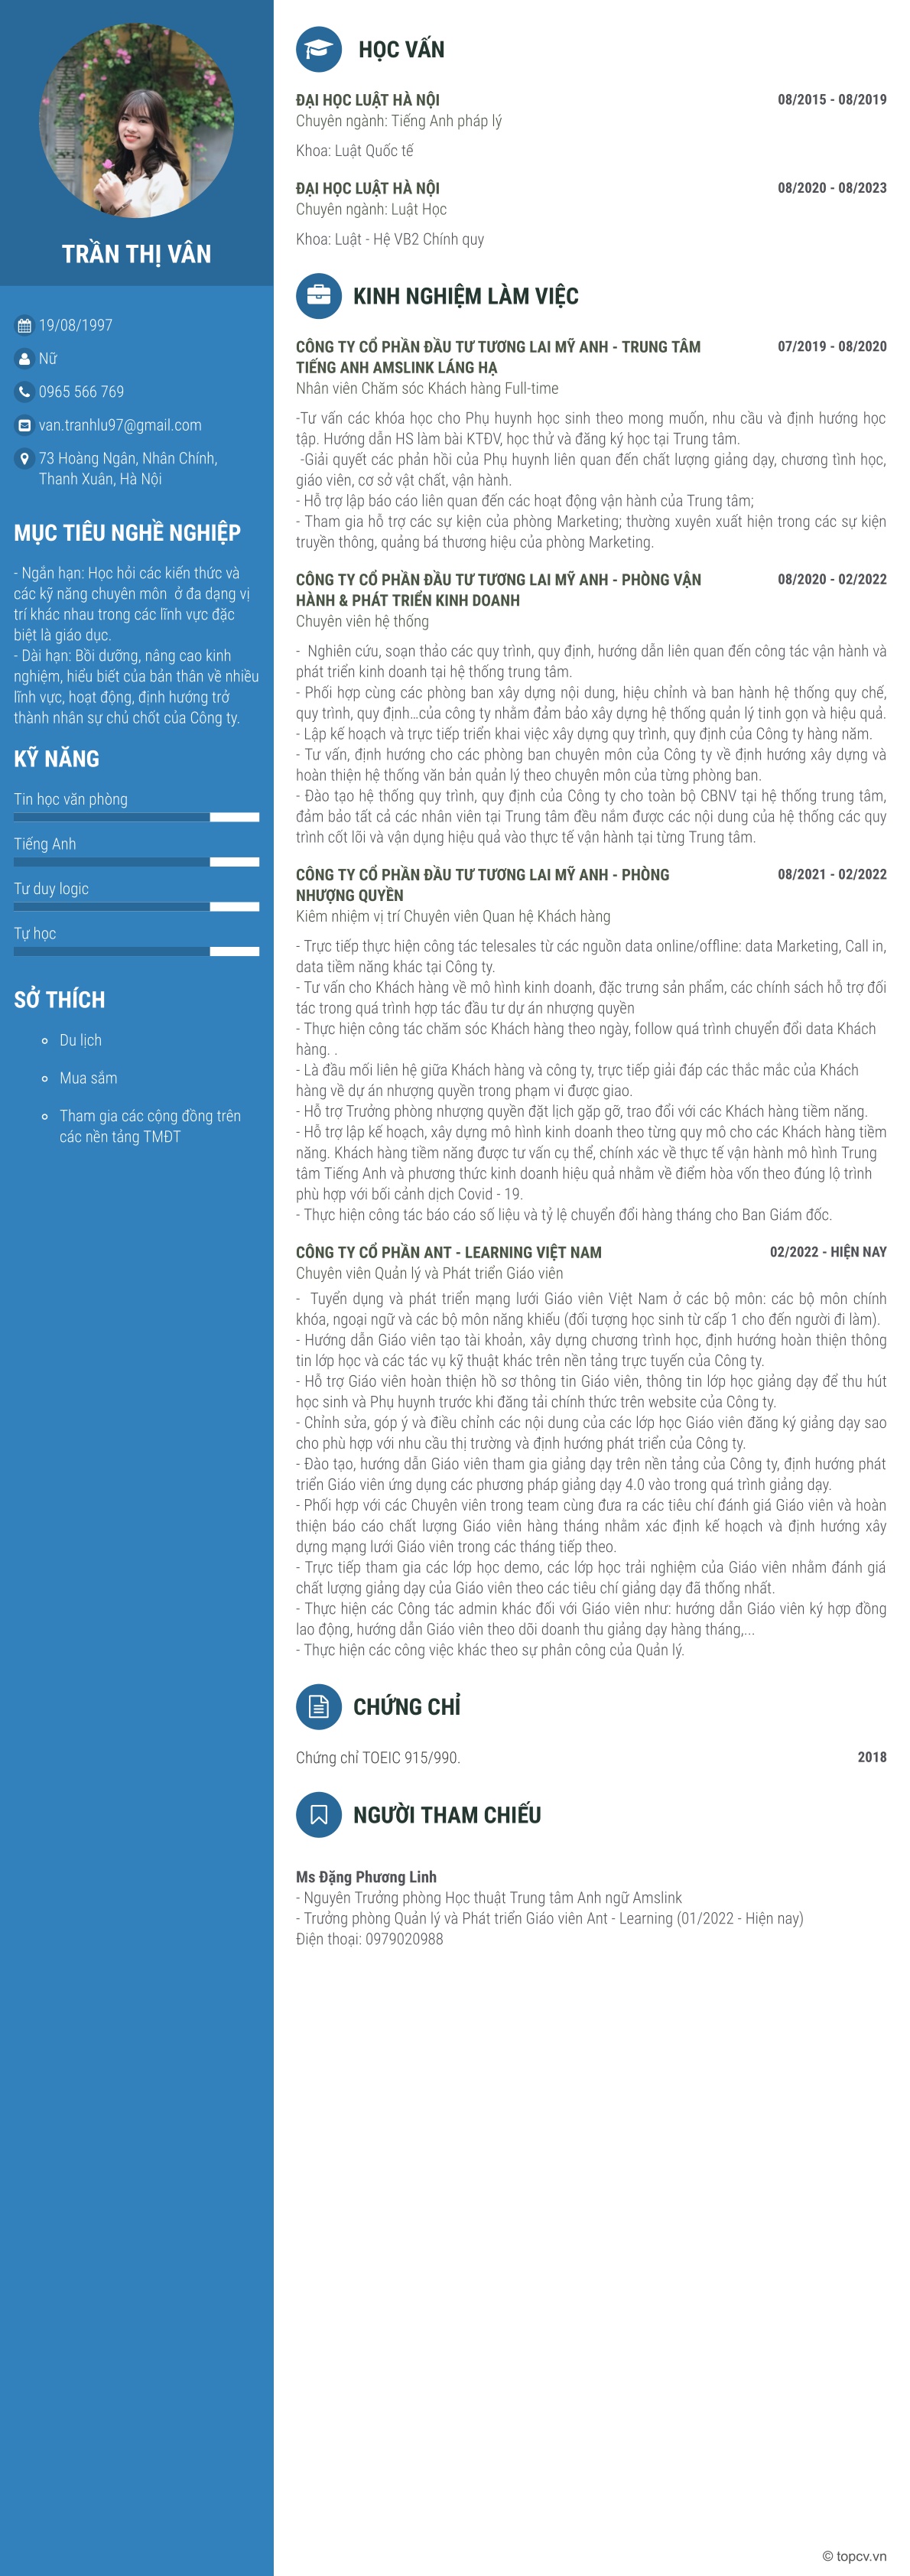 TRẦN THỊ VÂN
19/08/1997
Nữ
0965 566 769
van.tranhlu97@gmail.com
73 Hoàng Ngân, Nhân Chính,
Thanh Xuân, Hà Nội
MỤC TIÊU NGHỀ NGHIỆP
- Ngắn hạn: Học hỏi các kiến thức và
các kỹ năng chuyên môn ở đa dạng vị
trí khác nhau trong các lĩnh vực đặc
biệt là giáo dục.
- Dài hạn: Bồi dưỡng, nâng cao kinh
nghiệm, hiểu biết của bản thân về nhiều
lĩnh vực, hoạt động, định hướng trở
thành nhân sự chủ chốt của Công ty.
KỸ NĂNG
Tin học văn phòng
Tiếng Anh
Tư duy logic
Tự học
SỞ THÍCH
Du lịch
Mua sắm
Tham gia các cộng đồng trên
các nền tảng TMĐT
HỌC VẤN
ĐẠI HỌC LUẬT HÀ NỘI 08/2015 - 08/2019
Chuyên ngành: Tiếng Anh pháp lý
Khoa: Luật Quốc tế
ĐẠI HỌC LUẬT HÀ NỘI 08/2020 - 08/2023
Chuyên ngành: Luật Học
Khoa: Luật - Hệ VB2 Chính quy
KINH NGHIỆM LÀM VIỆC
CÔNG TY CỔ PHẦN ĐẦU TƯ TƯƠNG LAI MỸ ANH - TRUNG TÂM 07/2019 - 08/2020
TIẾNG ANH AMSLINK LÁNG HẠ
Nhân viên Chăm sóc Khách hàng Full-time
-Tư vấn các khóa học cho Phụ huynh học sinh theo mong muốn, nhu cầu và định hướng học
tập. Hướng dẫn HS làm bài KTĐV, học thử và đăng ký học tại Trung tâm.
-Giải quyết các phản hồi của Phụ huynh liên quan đến chất lượng giảng dạy, chương tình học,
giáo viên, cơ sở vật chất, vận hành.
- Hỗ trợ lập báo cáo liên quan đến các hoạt động vận hành của Trung tâm;
- Tham gia hỗ trợ các sự kiện của phòng Marketing; thường xuyên xuất hiện trong các sự kiện
truyền thông, quảng bá thương hiệu của phòng Marketing.
CÔNG TY CỔ PHẦN ĐẦU TƯ TƯƠNG LAI MỸ ANH - PHÒNG VẬN 08/2020 - 02/2022
HÀNH & PHÁT TRIỂN KINH DOANH
Chuyên viên hệ thống
- Nghiên cứu, soạn thảo các quy trình, quy định, hướng dẫn liên quan đến công tác vận hành và
phát triển kinh doanh tại hệ thống trung tâm.
- Phối hợp cùng các phòng ban xây dựng nội dung, hiệu chỉnh và ban hành hệ thống quy chế,
quy trình, quy định...của công ty nhằm đảm bảo xây dựng hệ thống quản lý tinh gọn và hiệu quả.
- Lập kế hoạch và trực tiếp triển khai việc xây dựng quy trình, quy định của Công ty hàng năm.
- Tư vấn, định hướng cho các phòng ban chuyên môn của Công ty về định hướng xây dựng và
hoàn thiện hệ thống văn bản quản lý theo chuyên môn của từng phòng ban.
- Đào tạo hệ thống quy trình, quy định của Công ty cho toàn bộ CBNV tại hệ thống trung tâm,
đảm bảo tất cả các nhân viên tại Trung tâm đều nắm được các nội dung của hệ thống các quy
trình cốt lõi và vận dụng hiệu quả vào thực tế vận hành tại từng Trung tâm.
CÔNG TY CỔ PHẦN ĐẦU TƯ TƯƠNG LAI MỸ ANH - PHÒNG 08/2021 - 02/2022
NHƯỢNG QUYỀN
Kiêm nhiệm vị trí Chuyên viên Quan hệ Khách hàng
- Trực tiếp thực hiện công tác telesales từ các nguồn data online/offline: data Marketing, Call in,
data tiềm năng khác tại Công ty.
- Tư vấn cho Khách hàng về mô hình kinh doanh, đặc trưng sản phẩm, các chính sách hỗ trợ đối
tác trong quá trình hợp tác đầu tư dự án nhượng quyền
- Thực hiện công tác chăm sóc Khách hàng theo ngày, follow quá trình chuyển đổi data Khách
hàng. .
- Là đầu mối liên hệ giữa Khách hàng và công ty, trực tiếp giải đáp các thắc mắc của Khách
hàng về dự án nhượng quyền trong phạm vi được giao.
- Hỗ trợ Trưởng phòng nhượng quyền đặt lịch gặp gỡ, trao đổi với các Khách hàng tiềm năng.
- Hỗ trợ lập kế hoạch, xây dựng mô hình kinh doanh theo từng quy mô cho các Khách hàng tiềm
năng. Khách hàng tiềm năng được tư vấn cụ thể, chính xác về thực tế vận hành mô hình Trung
tâm Tiếng Anh và phương thức kinh doanh hiệu quả nhằm về điểm hòa vốn theo đúng lộ trình
phù hợp với bối cảnh dịch Covid - 19.
- Thực hiện công tác báo cáo số liệu và tỷ lệ chuyển đổi hàng tháng cho Ban Giám đốc.
CÔNG TY CỔ PHẦN ANT - LEARNING VIỆT NAM 02/2022 - HIỆN NAY
Chuyên viên Quản lý và Phát triển Giáo viên
- Tuyển dụng và phát triển mạng lưới Giáo viên Việt Nam ở các bộ môn: các bộ môn chính
khóa, ngoại ngữ và các bộ môn năng khiếu (đối tượng học sinh từ cấp 1 cho đến người đi làm).
- Hướng dẫn Giáo viên tạo tài khoản, xây dựng chương trình học, định hướng hoàn thiện thông
tin lớp học và các tác vụ kỹ thuật khác trên nền tảng trực tuyến của Công ty.
- Hỗ trợ Giáo viên hoàn thiện hồ sơ thông tin Giáo viên, thông tin lớp học giảng dạy để thu hút
học sinh và Phụ huynh trước khi đăng tải chính thức trên website của Công ty.
- Chỉnh sửa, góp ý và điều chỉnh các nội dung của các lớp học Giáo viên đăng ký giảng dạy sao
cho phù hợp với nhu cầu thị trường và định hướng phát triển của Công ty.
- Đào tạo, hướng dẫn Giáo viên tham gia giảng dạy trên nền tảng của Công ty, định hướng phát
triển Giáo viên ứng dụng các phương pháp giảng dạy 4.0 vào trong quá trình giảng dạy.
- Phối hợp với các Chuyên viên trong team cùng đưa ra các tiêu chí đánh giá Giáo viên và hoàn
thiện báo cáo chất lượng Giáo viên hàng tháng nhằm xác định kế hoạch và định hướng xây
dựng mạng lưới Giáo viên trong các tháng tiếp theo.
- Trực tiếp tham gia các lớp học demo, các lớp học trải nghiệm của Giáo viên nhằm đánh giá
chất lượng giảng dạy của Giáo viên theo các tiêu chí giảng dạy đã thống nhất.
- Thực hiện các Công tác admin khác đối với Giáo viên như: hướng dẫn Giáo viên ký hợp đồng
lao động, hướng dẫn Giáo viên theo dõi doanh thu giảng dạy hàng tháng,...
- Thực hiện các công việc khác theo sự phân công của Quản lý.
CHỨNG CHỈ
Chứng chỉ TOEIC 915/990. 2018
NGƯỜI THAM CHIẾU
Ms Đặng Phương Linh
- Nguyên Trưởng phòng Học thuật Trung tâm Anh ngữ Amslink
- Trưởng phòng Quản lý và Phát triển Giáo viên Ant - Learning (01/2022 - Hiện nay)
Điện thoại: 0979020988
© topcv.vn